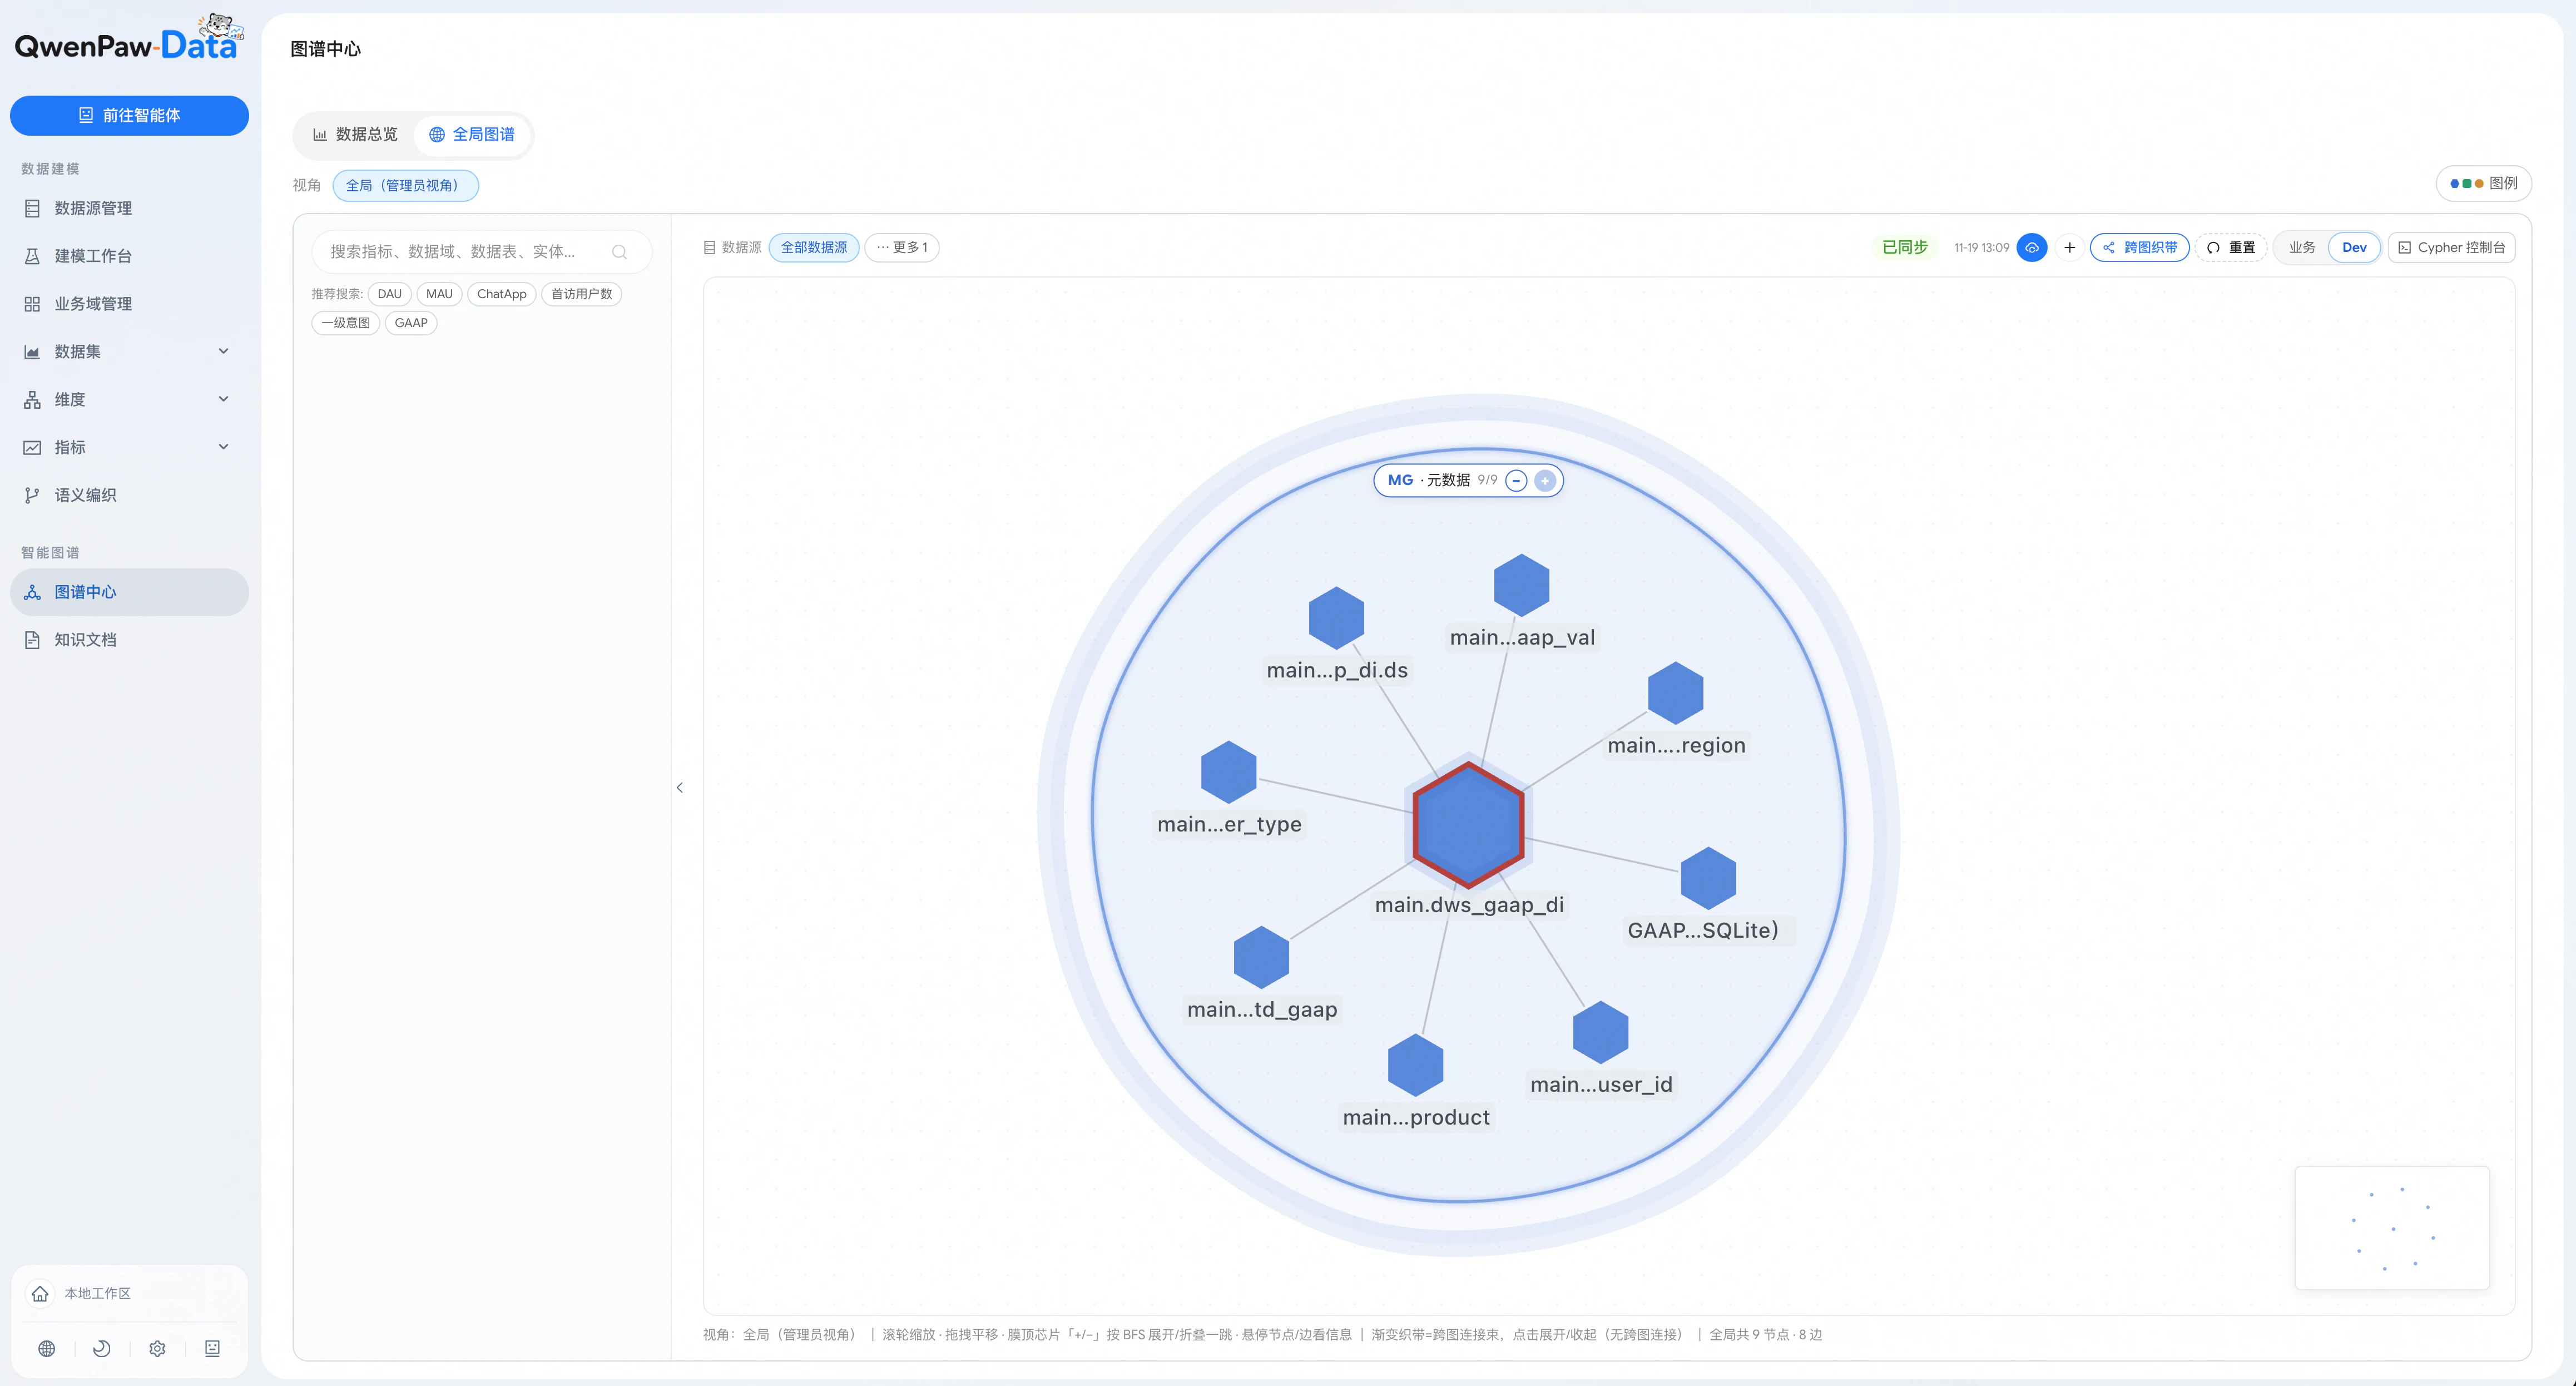 QwenPaw-Data
前往智能体
数据建模
数据源管理
建模工作台
业务域管理
数据集
维度
指标
语义编织
智能图谱
图谱中心
知识文档
本地工作区
图谱中心
数据总览
全局图谱
视角 全局（管理员视角）
图例
搜索指标、数据域、数据表、实体...
推荐搜索: DAU MAU ChatApp 首访用户数
一级意图 GAAP
数据源 全部数据源 ··· 更多 1
已同步 11-19 13:09 + 跨图织带 重置 业务 Dev Cypher 控制台
MG · 元数据 9/9 − +
main...aap_val
main...p_di.ds
main....region
main...er_type
main.dws_gaap_di
GAAP...SQLite）
main...td_gaap
main...user_id
main...product
视角：全局（管理员视角） | 滚轮缩放 · 拖拽平移 · 膜顶芯片「+/−」按 BFS 展开/折叠一跳 · 悬停节点/边看信息 | 渐变织带=跨图连接束，点击展开/收起（无跨图连接） | 全局共 9 节点 · 8 边